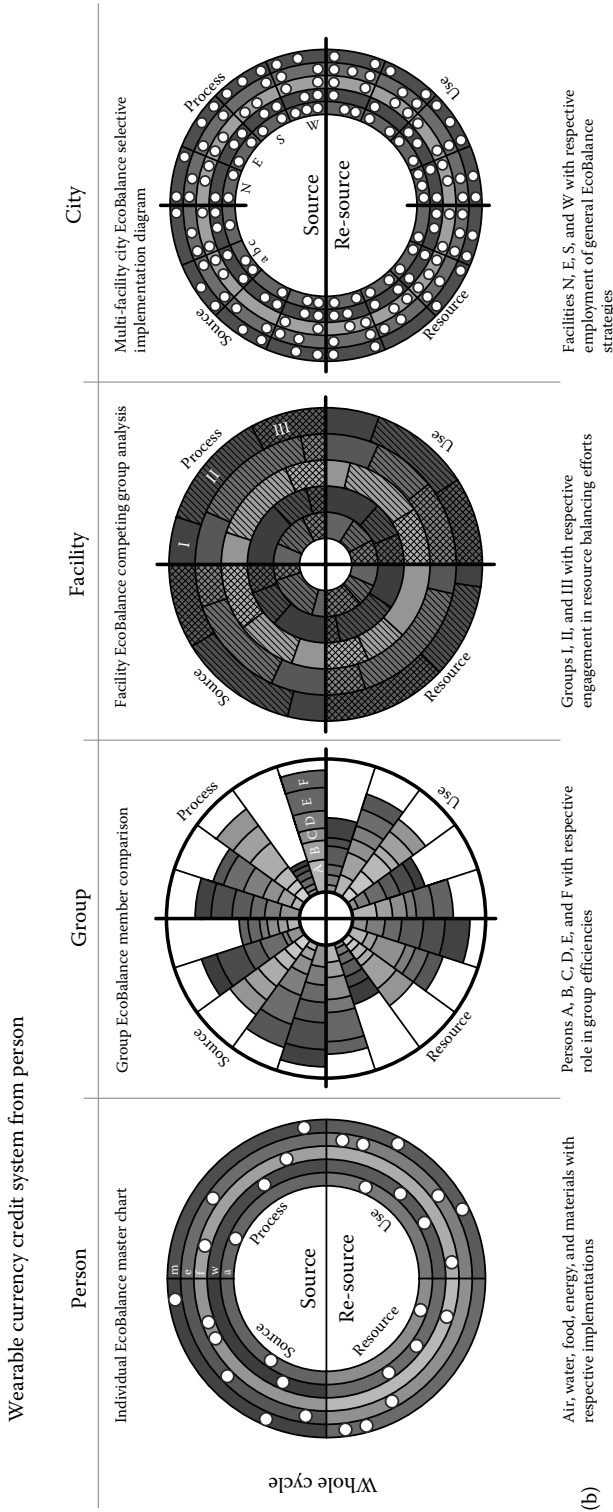 Wearable currency credit system from person
Person
Group
Facility
City
Individual EcoBalance master chart
Group EcoBalance member comparison
Facility EcoBalance competing group analysis
Multi-facility city EcoBalance selective
implementation diagram
Whole cycle
Source
Process
m
e
f
w
a
Source
Re-source
Resource
Use
Source
Process
A B C D E F
Resource
Use
Source
Process
I
II
III
Resource
Use
Source
Process
a b c
N E S W
Source
Re-source
Resource
Use
Air, water, food, energy, and materials with
respective implementations
Persons A, B, C, D, E, and F with respective
role in group efficiencies
Groups I, II, and III with respective
engagement in resource balancing efforts
Facilities N, E, S, and W with respective
employment of general EcoBalance
strategies
(b)